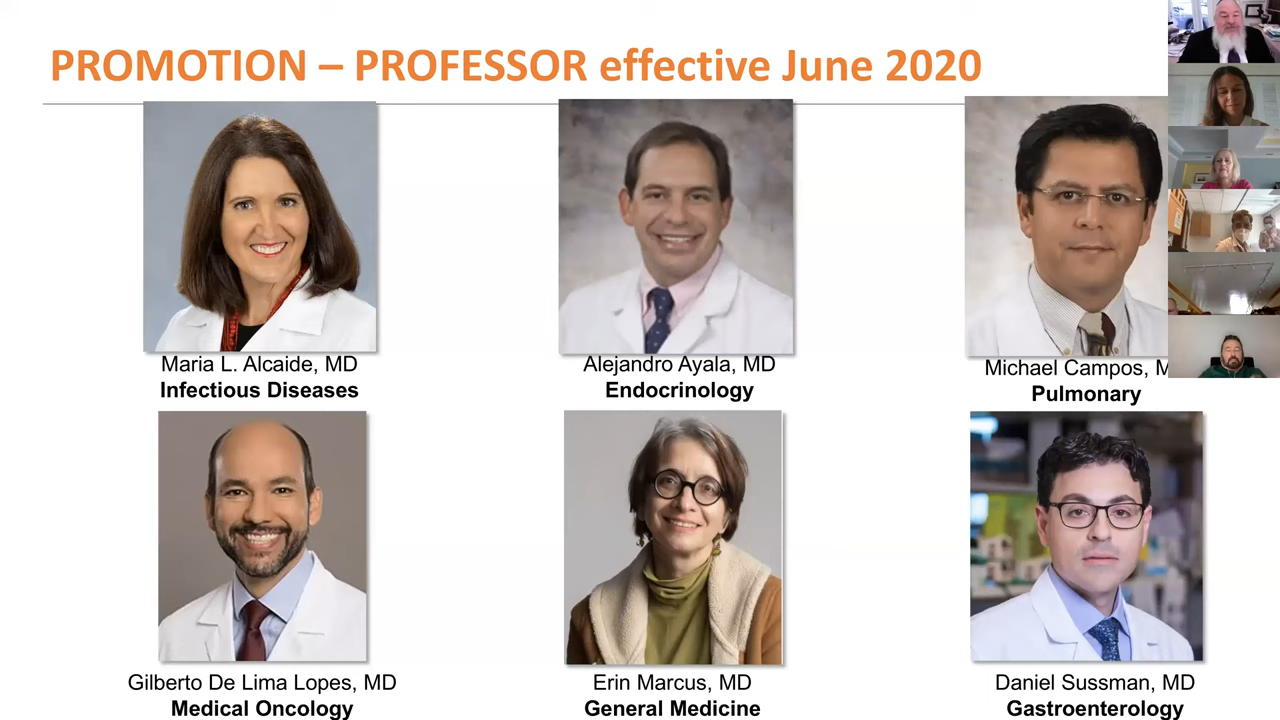 PROMOTION – PROFESSOR effective June 2020
Maria L. Alcaide, MD
Infectious Diseases
Alejandro Ayala, MD
Endocrinology
Michael Campos,
Pulmonary
Gilberto De Lima Lopes, MD
Medical Oncology
Erin Marcus, MD
General Medicine
Daniel Sussman, MD
Gastroenterology